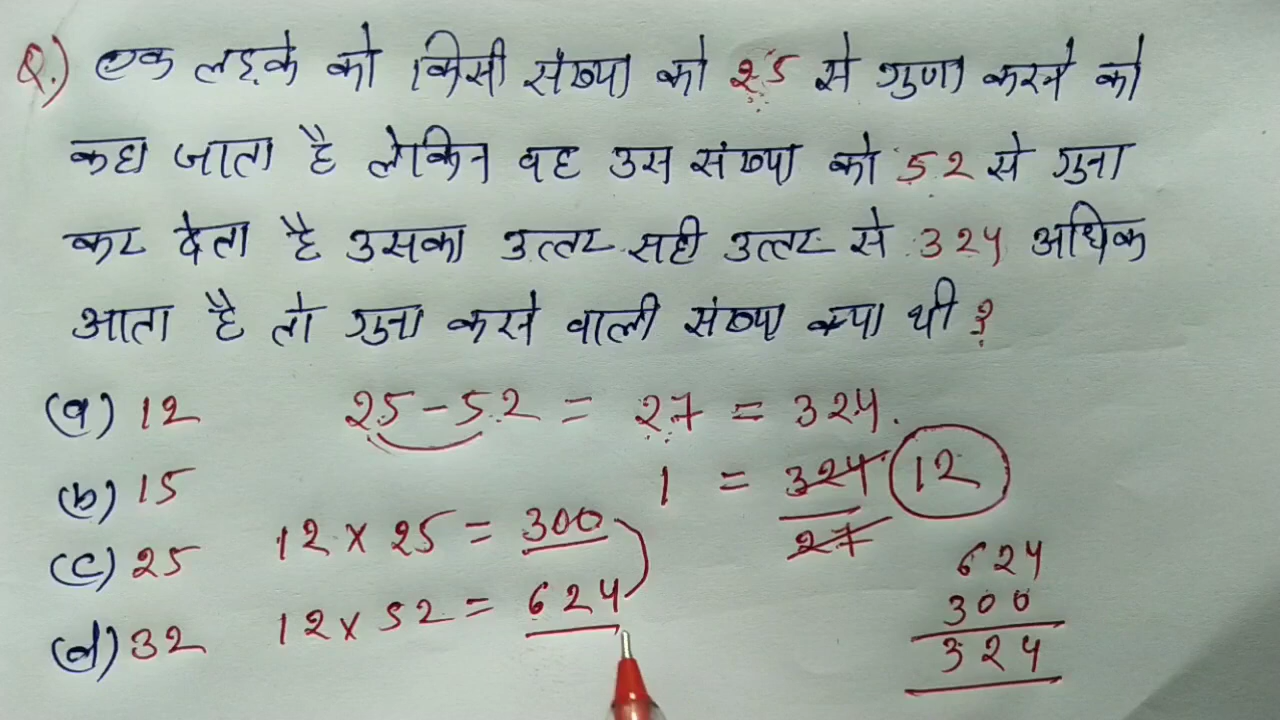 Q.) एक लड़के को किसी संख्या को 25 से गुणा करने को
कहा जाता है लेकिन वह उस संख्या को 52 से गुना
कर देता है उसका उत्तर सही उत्तर से 324 अधिक
आता है तो गुना करने वाली संख्या क्या थी ?
(a) 12
25 - 52 = 27 = 324.
(b) 15
1 = 324/27 12
(c) 25
12 x 25 = 300
(d) 32
12 x 52 = 624
624
300
324